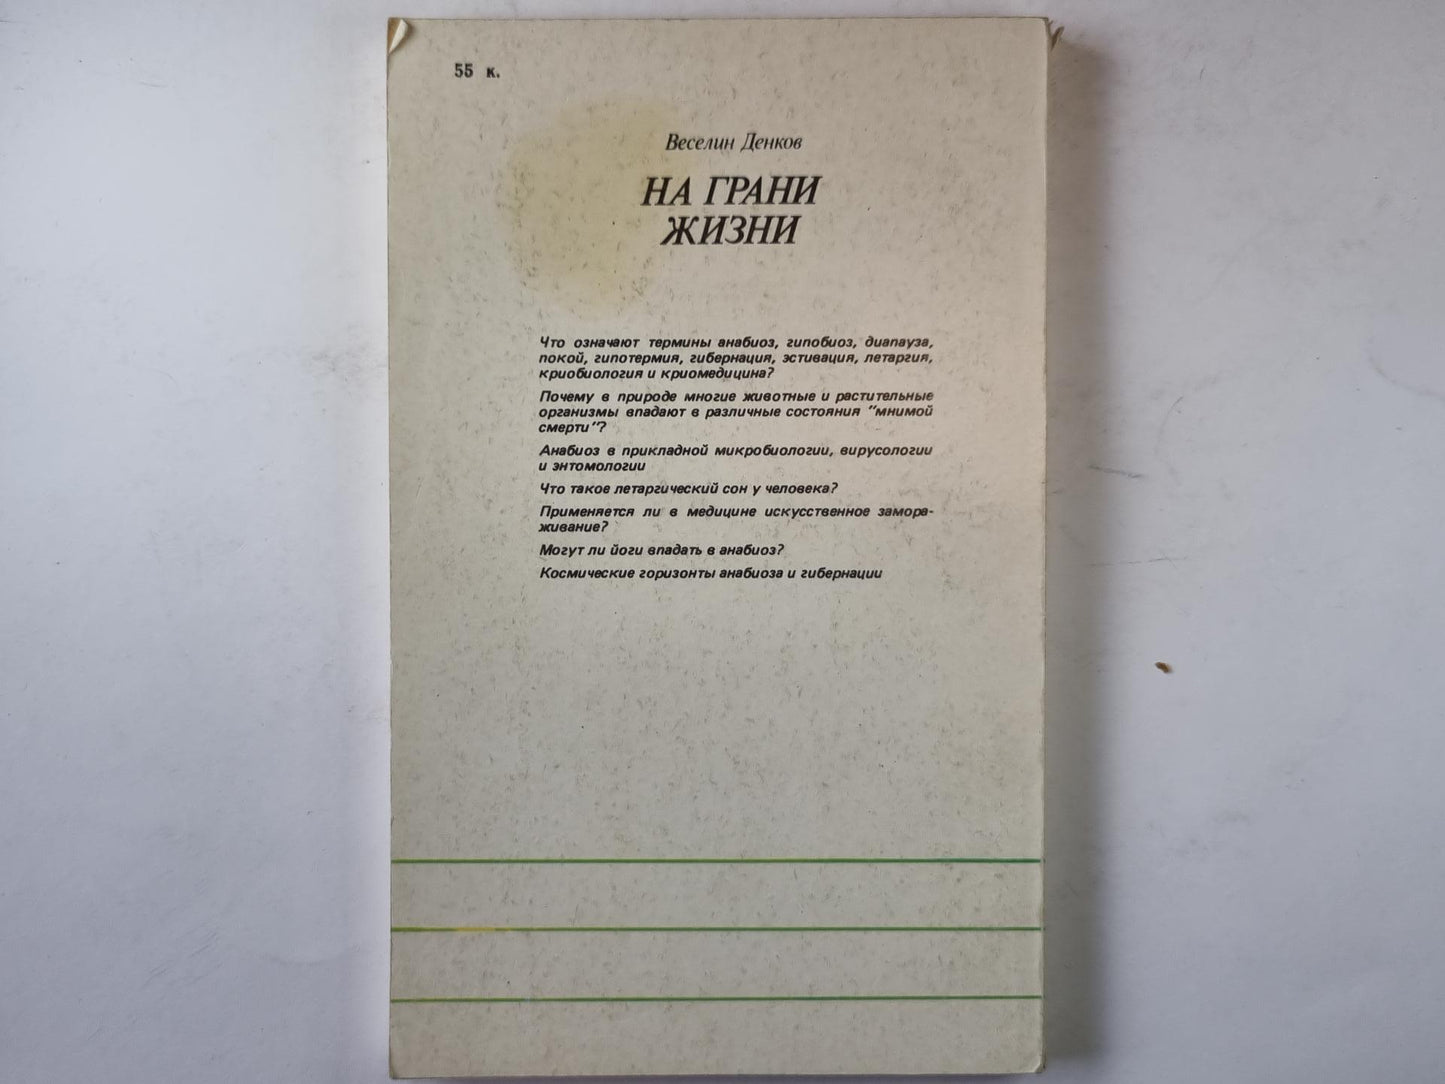 55 к.
Веселин Денков
НА ГРАНИ
ЖИЗНИ
Что означают термины анабиоз, гипобиоз, диапауза,
покой, гипотермия, гибернация, эстивация, летаргия,
криобиология и криомедицина?
Почему в природе многие животные и растительные
организмы впадают в различные состояния "мнимой
смерти"?
Анабиоз в прикладной микробиологии, вирусологии
и энтомологии
Что такое летаргический сон у человека?
Применяется ли в медицине искусственное замора-
живание?
Могут ли йоги впадать в анабиоз?
Космические горизонты анабиоза и гибернации